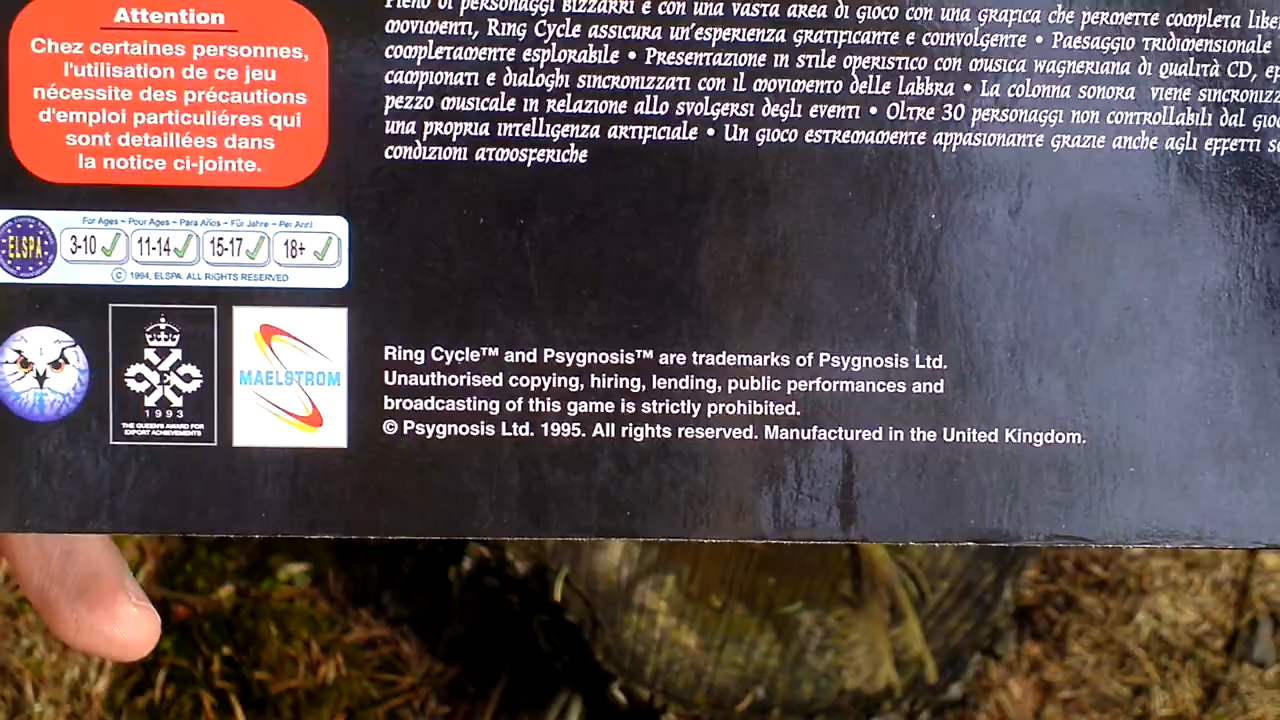 Attention
Chez certaines personnes,
l'utilisation de ce jeu
nécessite des précautions
d'emploi particuliéres qui
sont detaillées dans
la notice ci-jointe.
Pieno di personaggi bizzarri e con una vasta area di gioco con una grafica che permette completa
movimenti, Ring Cycle assicura un'esperienza gratificante e coinvolgente • Paesaggio tridimensionale
completamente esplorabile • Presentazione in stile operistico con musica wagneriana di qualità CD,
campionati e dialoghi sincronizzati con il movimento delle labbra • La colonna sonora viene
pezzo musicale in relazione allo svolgersi degli eventi • Oltre 30 personaggi non controllabili dal
una propria intelligenza artificiale • Un gioco estremamente appasionante grazie anche agli effetti
condizioni atmosferiche
For Ages ~ Pour Ages ~ Para Años ~ Für Jahre ~ Per Anni
ELSPA 3-10 11-14 15-17 18+
© 1994, ELSPA. ALL RIGHTS RESERVED
E
1993
THE QUEEN'S AWARD FOR
EXPORT ACHIEVEMENTS
MAELSTROM
Ring Cycle™ and Psygnosis™ are trademarks of Psygnosis Ltd.
Unauthorised copying, hiring, lending, public performances and
broadcasting of this game is strictly prohibited.
© Psygnosis Ltd. 1995. All rights reserved. Manufactured in the United Kingdom.